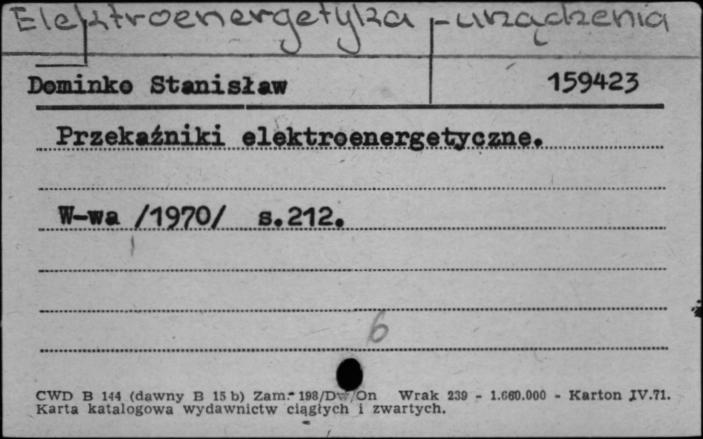 Elektroenergetyka - urządzenia
Dominko Stanisław 159423
Przekaźniki elektroenergetyczne.
W-wa /1970/ s.212.
6
CWD B 144 (dawny B 15 b) Zam. 198/Dw/On Wrak 239 - 1.660.000 - Karton IV.71.
Karta katalogowa wydawnictw ciągłych i zwartych.